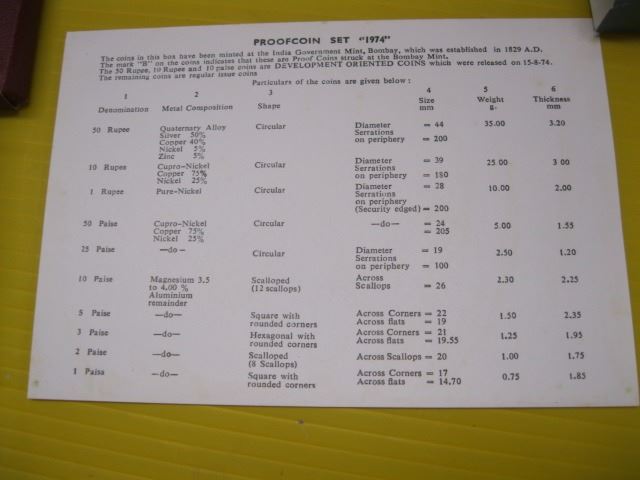 PROOFCOIN SET "1974"
The coins in this box have been minted at the India Government Mint, Bombay, which was established in 1829 A.D.
The mark "B" on the coins indicates that these are Proof Coins struck at the Bombay Mint.
The 50 Rupee, 10 Rupee and 10 paise coins are DEVELOPMENT ORIENTED COINS which were released on 15-8-74.
The remaining coins are regular issue coins
Particulars of the coins are given below :
1 2 3 4 5 6
Denomination Metal Composition Shape Size mm Weight g. Thickness mm
50 Rupee Quaternary Alloy Circular Diameter = 44 35.00 3.20
Silver 50% Serrations
Copper 40% on periphery = 200
Nickel 5%
Zinc 5%
10 Rupee Cupro-Nickel Circular Diameter = 39 25.00 3 00
Copper 75% Serrations
Nickel 25% on periphery = 180
1 Rupee Pure-Nickel Circular Diameter = 28 10.00 2.00
Serrations
on periphery
(Security edged) = 200
50 Paise Cupro-Nickel Circular —do— = 24 5.00 1.55
Copper 75% = 205
Nickel 25%
25 Paise —do— Circular Diameter = 19 2.50 1.20
Serrations
on periphery = 100
10 Paise Magnesium 3.5 Scalloped Across 2.30 2.25
to 4.00 % (12 scallops) Scallops = 26
Aluminium
remainder
5 Paise —do— Square with Across Corners = 22 1.50 2.35
rounded corners Across flats = 19
3 Paise —do— Hexagonal with Across Corners = 21 1.25 1.95
rounded corners Across flats = 19.55
2 Paise —do— Scalloped Across Scallops = 20 1.00 1.75
(8 Scallops)
1 Paisa —do— Square with Across Corners = 17 0.75 1.85
rounded corners Across flats = 14.70